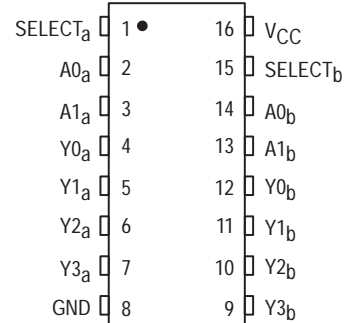 SELECTa 1 16 VCC
A0a 2 15 SELECTb
A1a 3 14 A0b
Y0a 4 13 A1b
Y1a 5 12 Y0b
Y2a 6 11 Y1b
Y3a 7 10 Y2b
GND 8 9 Y3b